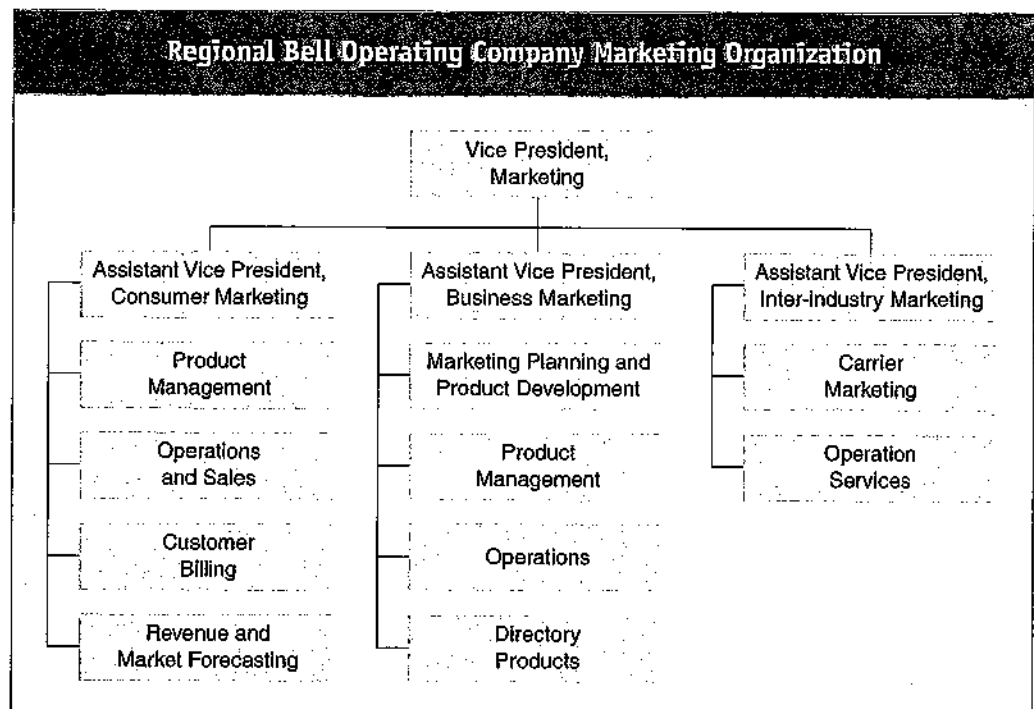 Regional Bell Operating Company Marketing Organization
Vice President,
Marketing
Assistant Vice President,
Consumer Marketing
Product
Management
Operations
and Sales
Customer
Billing
Revenue and
Market Forecasting
Assistant Vice President,
Business Marketing
Marketing Planning and
Product Development
Product
Management
Operations
Directory
Products
Assistant Vice President,
Inter-industry Marketing
Carrier
Marketing
Operation
Services